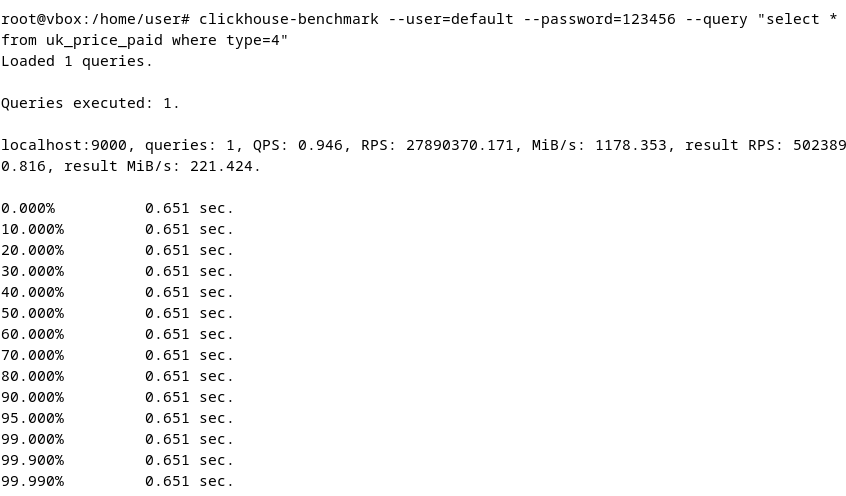 root@vbox:/home/user# clickhouse-benchmark --user=default --password=123456 --query "select *
from uk_price_paid where type=4"
Loaded 1 queries.
Queries executed: 1.
localhost:9000, queries: 1, QPS: 0.946, RPS: 27890370.171, MiB/s: 1178.353, result RPS: 502389
0.816, result MiB/s: 221.424.
0.000% 0.651 sec.
10.000% 0.651 sec.
20.000% 0.651 sec.
30.000% 0.651 sec.
40.000% 0.651 sec.
50.000% 0.651 sec.
60.000% 0.651 sec.
70.000% 0.651 sec.
80.000% 0.651 sec.
90.000% 0.651 sec.
95.000% 0.651 sec.
99.000% 0.651 sec.
99.900% 0.651 sec.
99.990% 0.651 sec.